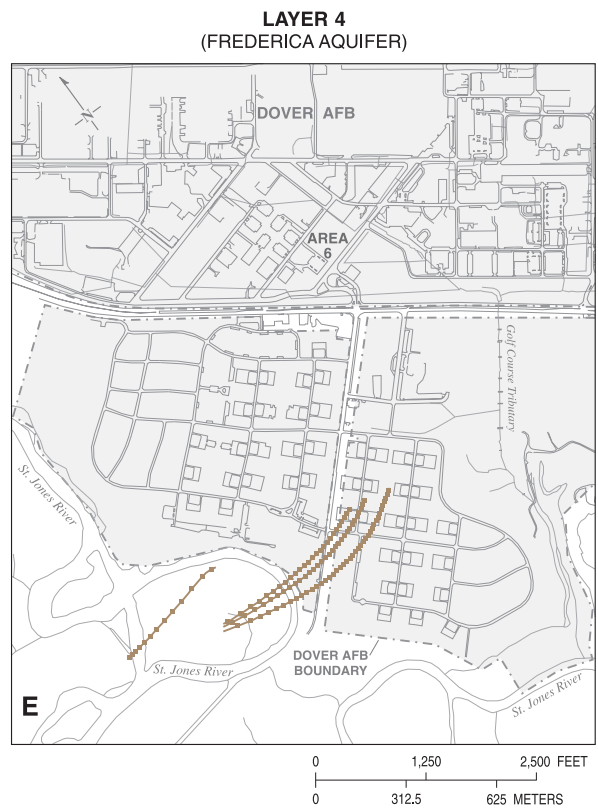 LAYER 4
(FREDERICA AQUIFER)
N
DOVER AFB
AREA
6
Golf Course Tributary
St. Jones River
DOVER AFB
BOUNDARY
St. Jones River
St. Jones River
E
0 1,250 2,500 FEET
0 312.5 625 METERS